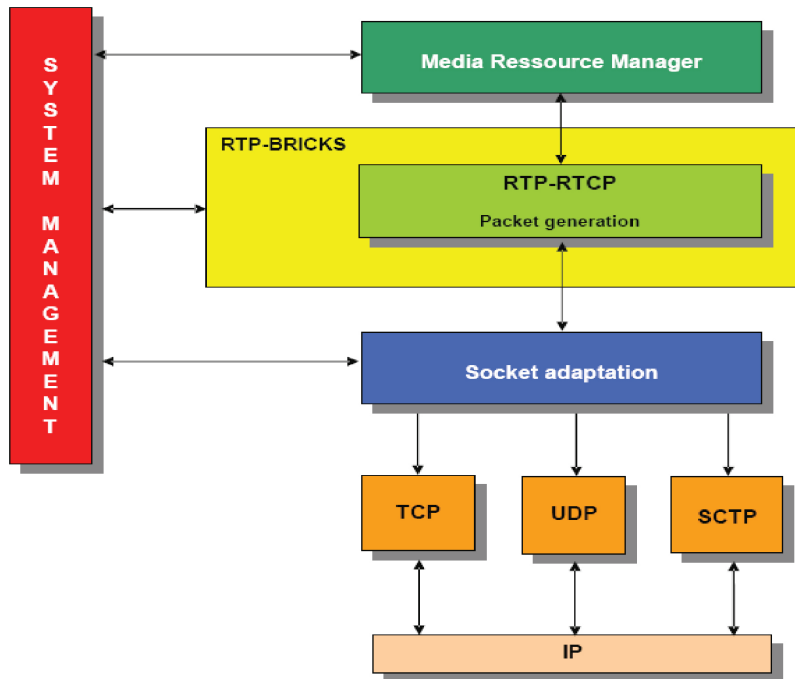 SYSTEM MANAGEMENT
Media Ressource Manager
RTP-BRICKS
RTP-RTCP
Packet generation
Socket adaptation
TCP
UDP
SCTP
IP